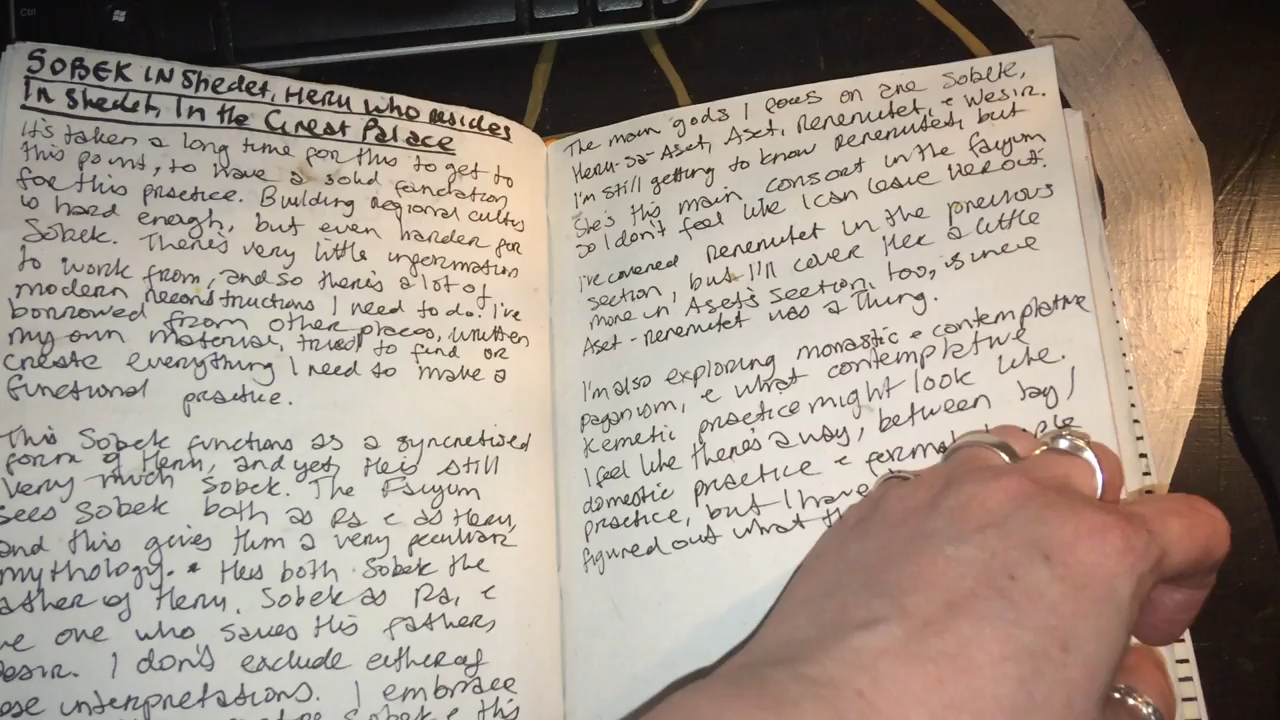 Ctrl
SOBEK IN Shedet, Heru who resides
In Shedet, In the Great Palace
It's taken a long time for this to get to
this point, to have a solid foundation
for this practice. Building regional cultus
is hard enough, but even harder for
Sobek. There's very little information
to work from, and so there's a lot of
modern reconstructions I need to do. I've
borrowed from other places, written
my own material, tried to find or
create everything I need to make a
functional practice.
This Sobek functions as a syncretised
form of Heru, and yet, He is still
very much Sobek. The Faiyum
sees Sobek both as Ra & as Heru,
and this gives Him a very peculiar
mythology. * He's both Sobek the
father of Heru, Sobek as Ra, &
one who saves His fathers
I don't exclude either of
interpretations. I embrace
Sobek & this
The main gods I focus on are Sobek,
Heru-sa-Aset, Aset, Renenutet, & Wesir.
I'm still getting to know Renenutet, but
She's His main consort in the Faiyum
so I don't feel like I can leave Her out.
I've covered Renenutet in the previous
section, but I'll cover Her a little
more in Aset's section, too, since
Aset-Renenutet was a thing.
I'm also exploring monastic & contemplative
paganism, & what contemplative
Kemetic practice might look like.
I feel like there's a way, between lay/
domestic practice & formal
practice, but I have
figured out what